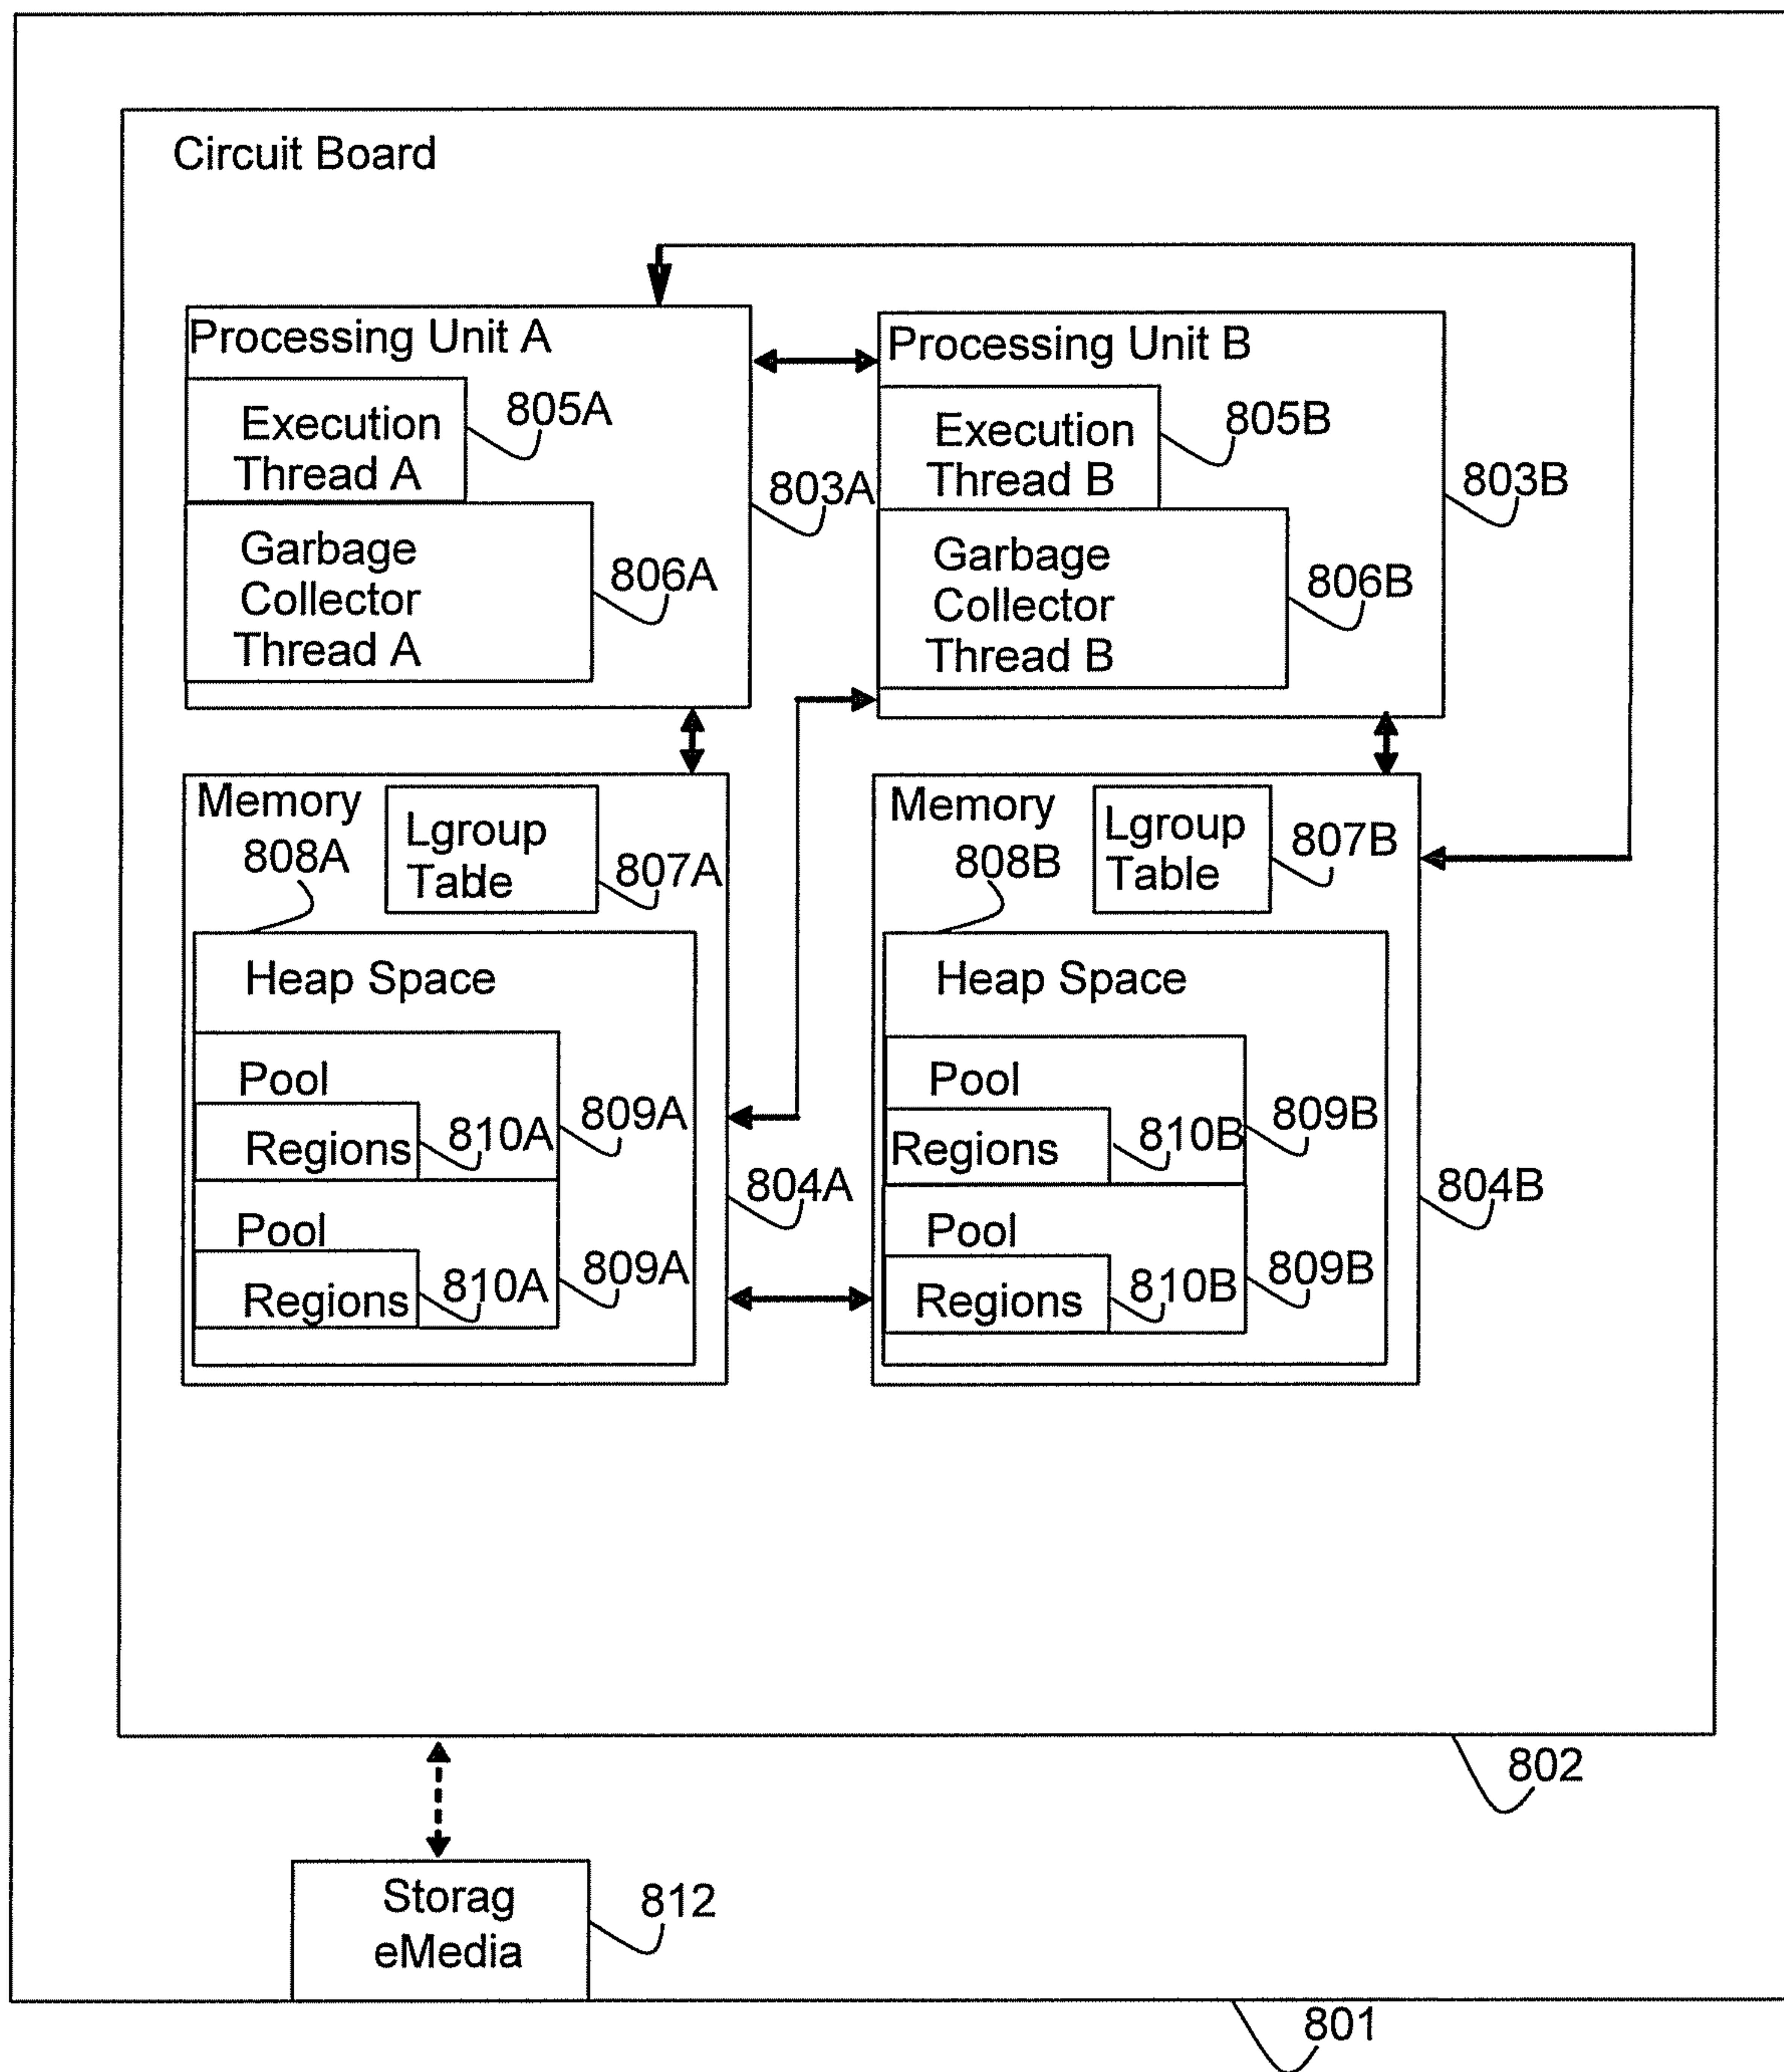 Circuit Board
Processing Unit A
Execution
Thread A
805A
803A
Garbage
Collector
Thread A
806A
Processing Unit B
Execution
Thread B
805B
803B
Garbage
Collector
Thread B
806B
Memory
808A
Lgroup
Table
807A
Heap Space
Pool
809A
Regions
810A
804A
Pool
809A
Regions
810A
Memory
808B
Lgroup
Table
807B
Heap Space
Pool
809B
Regions
810B
804B
Pool
809B
Regions
810B
802
Storag
eMedia
812
801